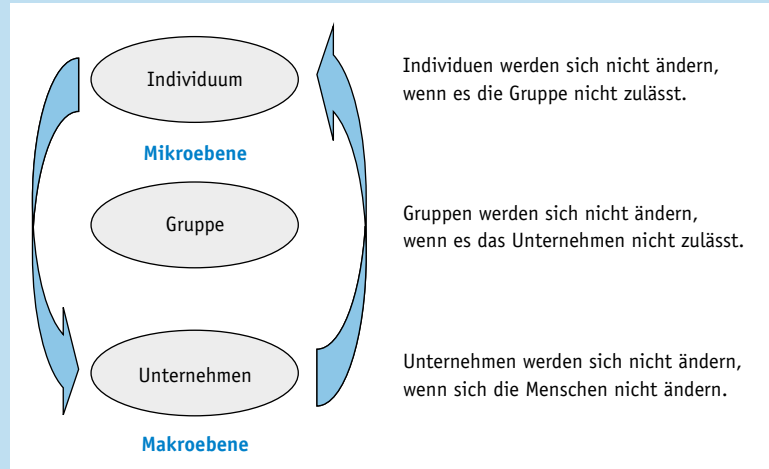 Individuum
Individuen werden sich nicht ändern,
wenn es die Gruppe nicht zulässt.
Mikroebene
Gruppe
Gruppen werden sich nicht ändern,
wenn es das Unternehmen nicht zulässt.
Unternehmen
Unternehmen werden sich nicht ändern,
wenn sich die Menschen nicht ändern.
Makroebene